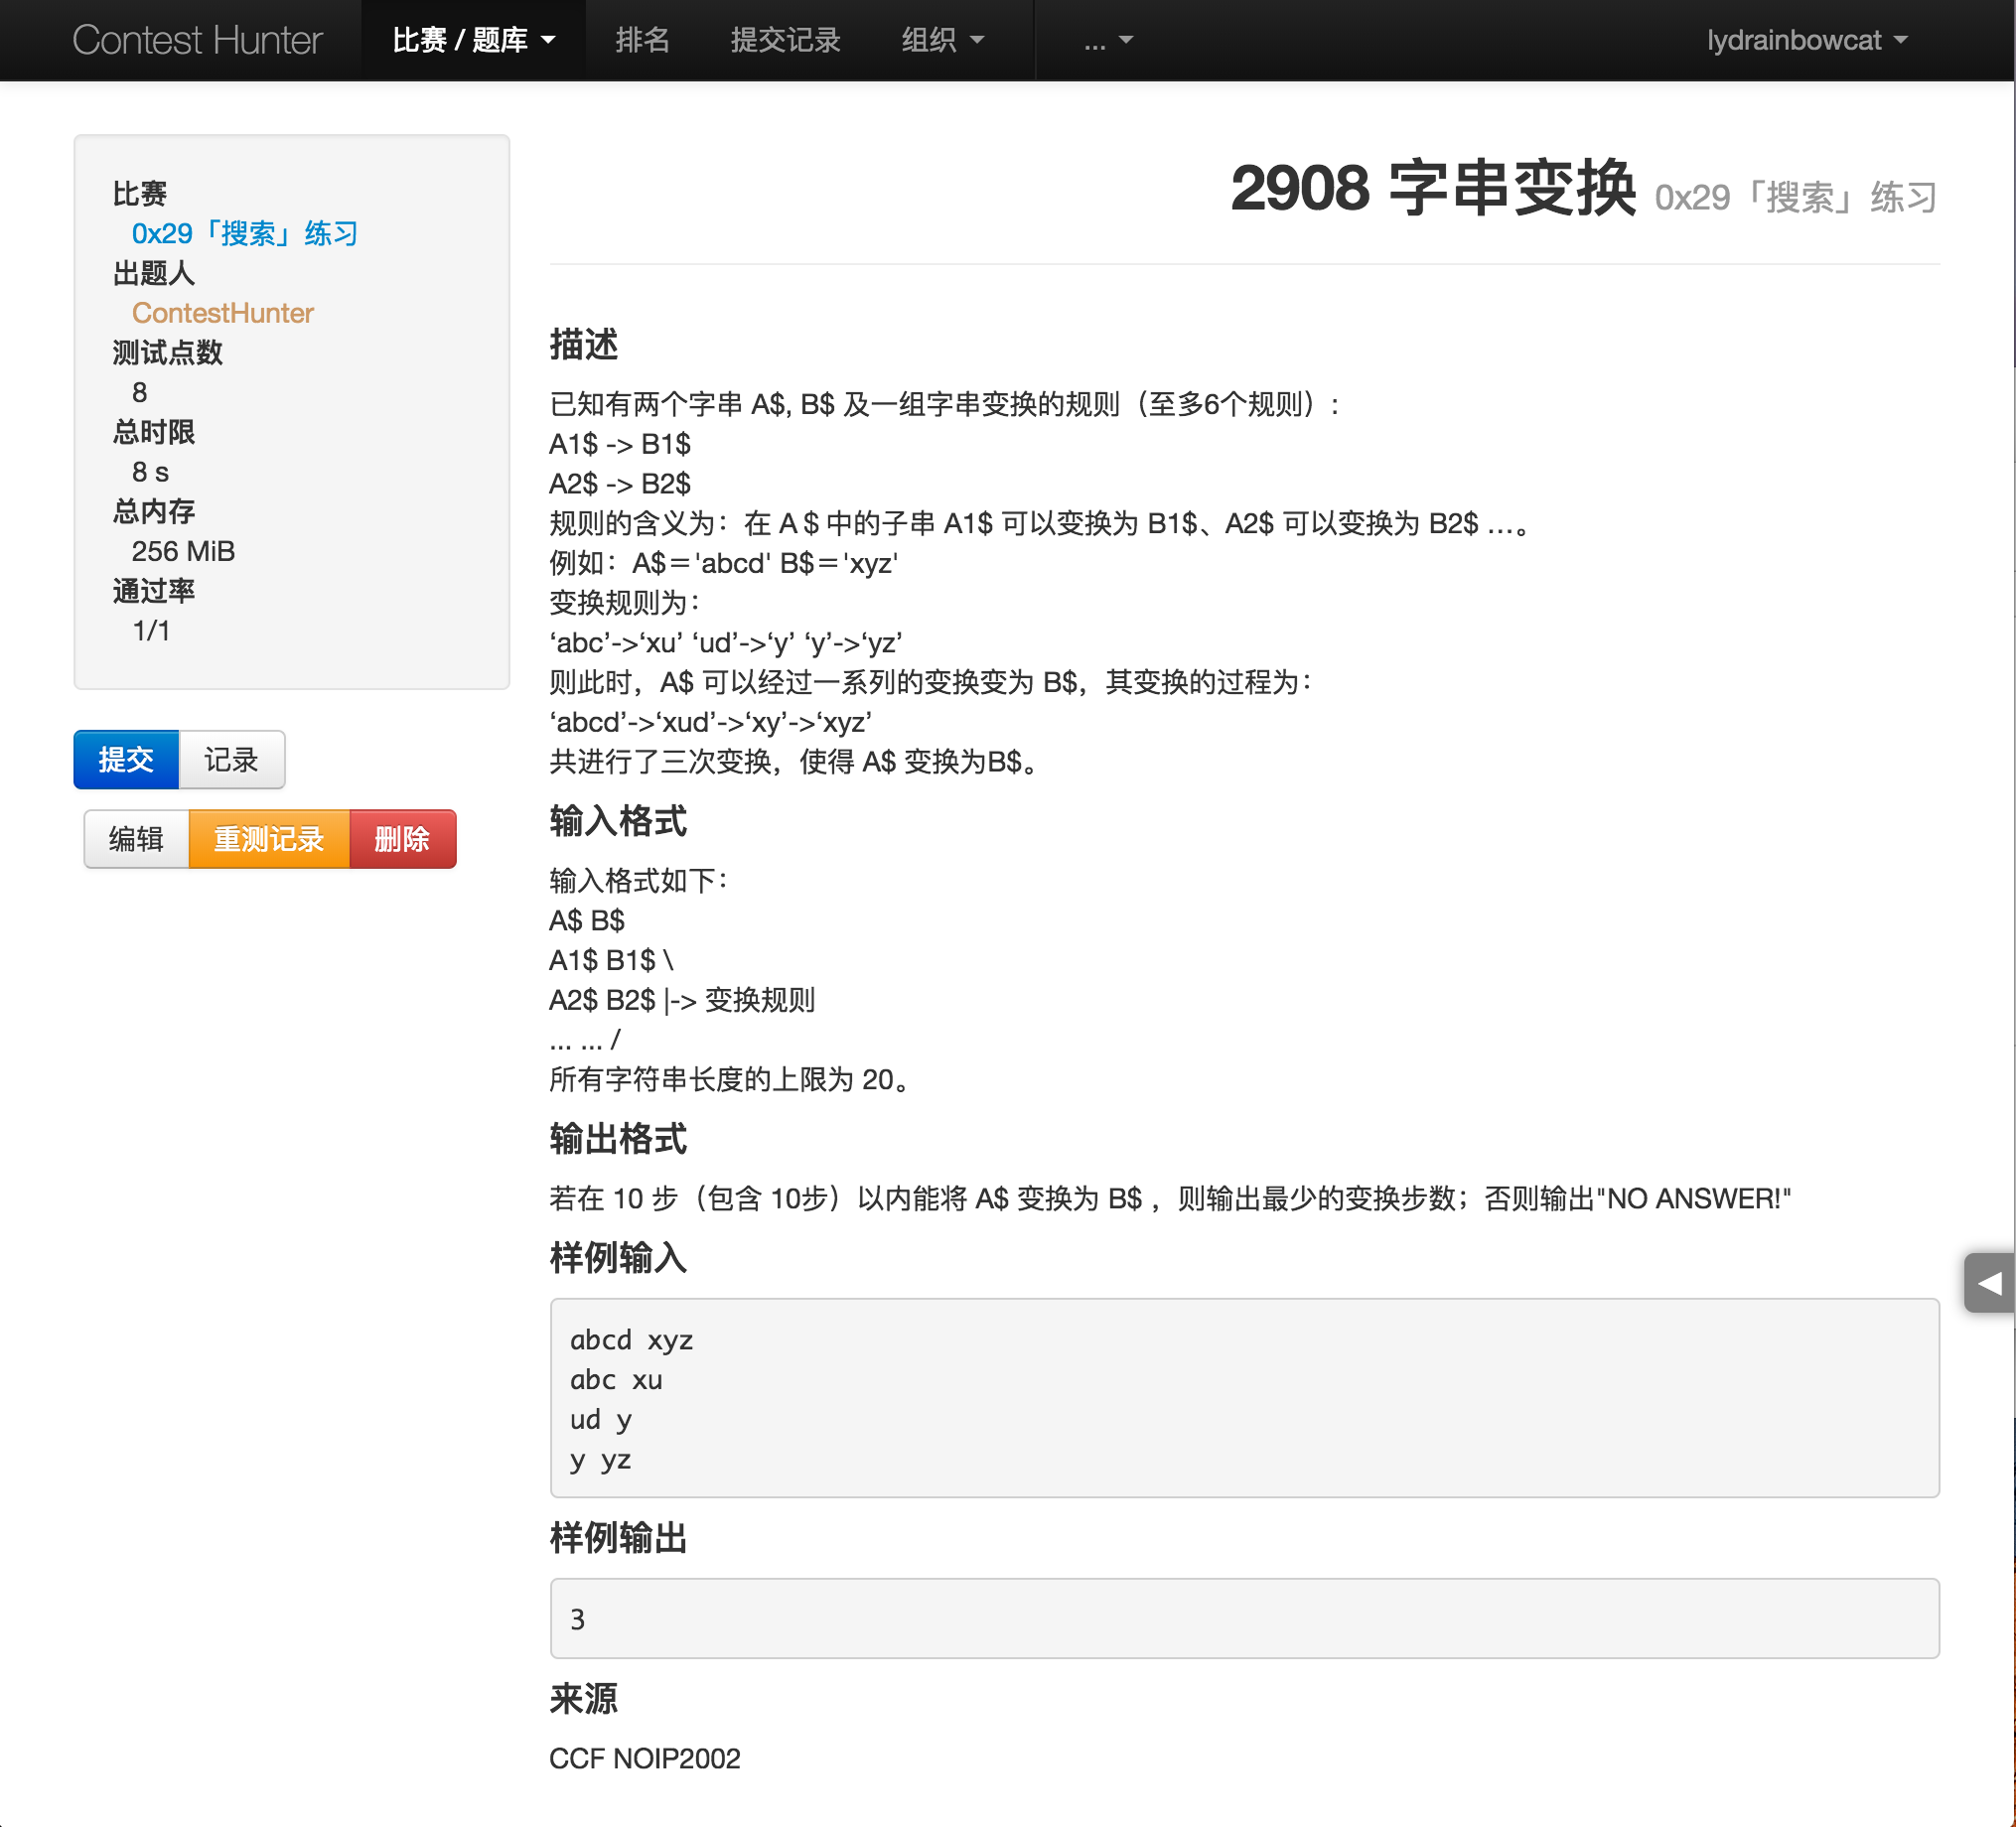 Contest Hunter 比赛 / 题库 排名 提交记录 组织 ... lydrainbowcat
比赛
0x29「搜索」练习
出题人
ContestHunter
测试点数
8
总时限
8 s
总内存
256 MiB
通过率
1/1
提交 记录
编辑 重测记录 删除
2908 字串变换 0x29「搜索」练习
描述
已知有两个字串 A$, B$ 及一组字串变换的规则（至多6个规则）:
A1$ -> B1$
A2$ -> B2$
规则的含义为：在 A＄中的子串 A1$ 可以变换为 B1$、A2$ 可以变换为 B2$ …。
例如：A$＝'abcd' B$＝'xyz'
变换规则为：
‘abc’->‘xu’ ‘ud’->‘y’ ‘y’->‘yz’
则此时，A$ 可以经过一系列的变换变为 B$，其变换的过程为：
‘abcd’->‘xud’->‘xy’->‘xyz’
共进行了三次变换，使得 A$ 变换为B$。
输入格式
输入格式如下：
A$ B$
A1$ B1$ \
A2$ B2$ |-> 变换规则
... ... /
所有字符串长度的上限为 20。
输出格式
若在 10 步（包含 10步）以内能将 A$ 变换为 B$ ，则输出最少的变换步数；否则输出"NO ANSWER!"
样例输入
abcd xyz
abc xu
ud y
y yz
样例输出
3
来源
CCF NOIP2002